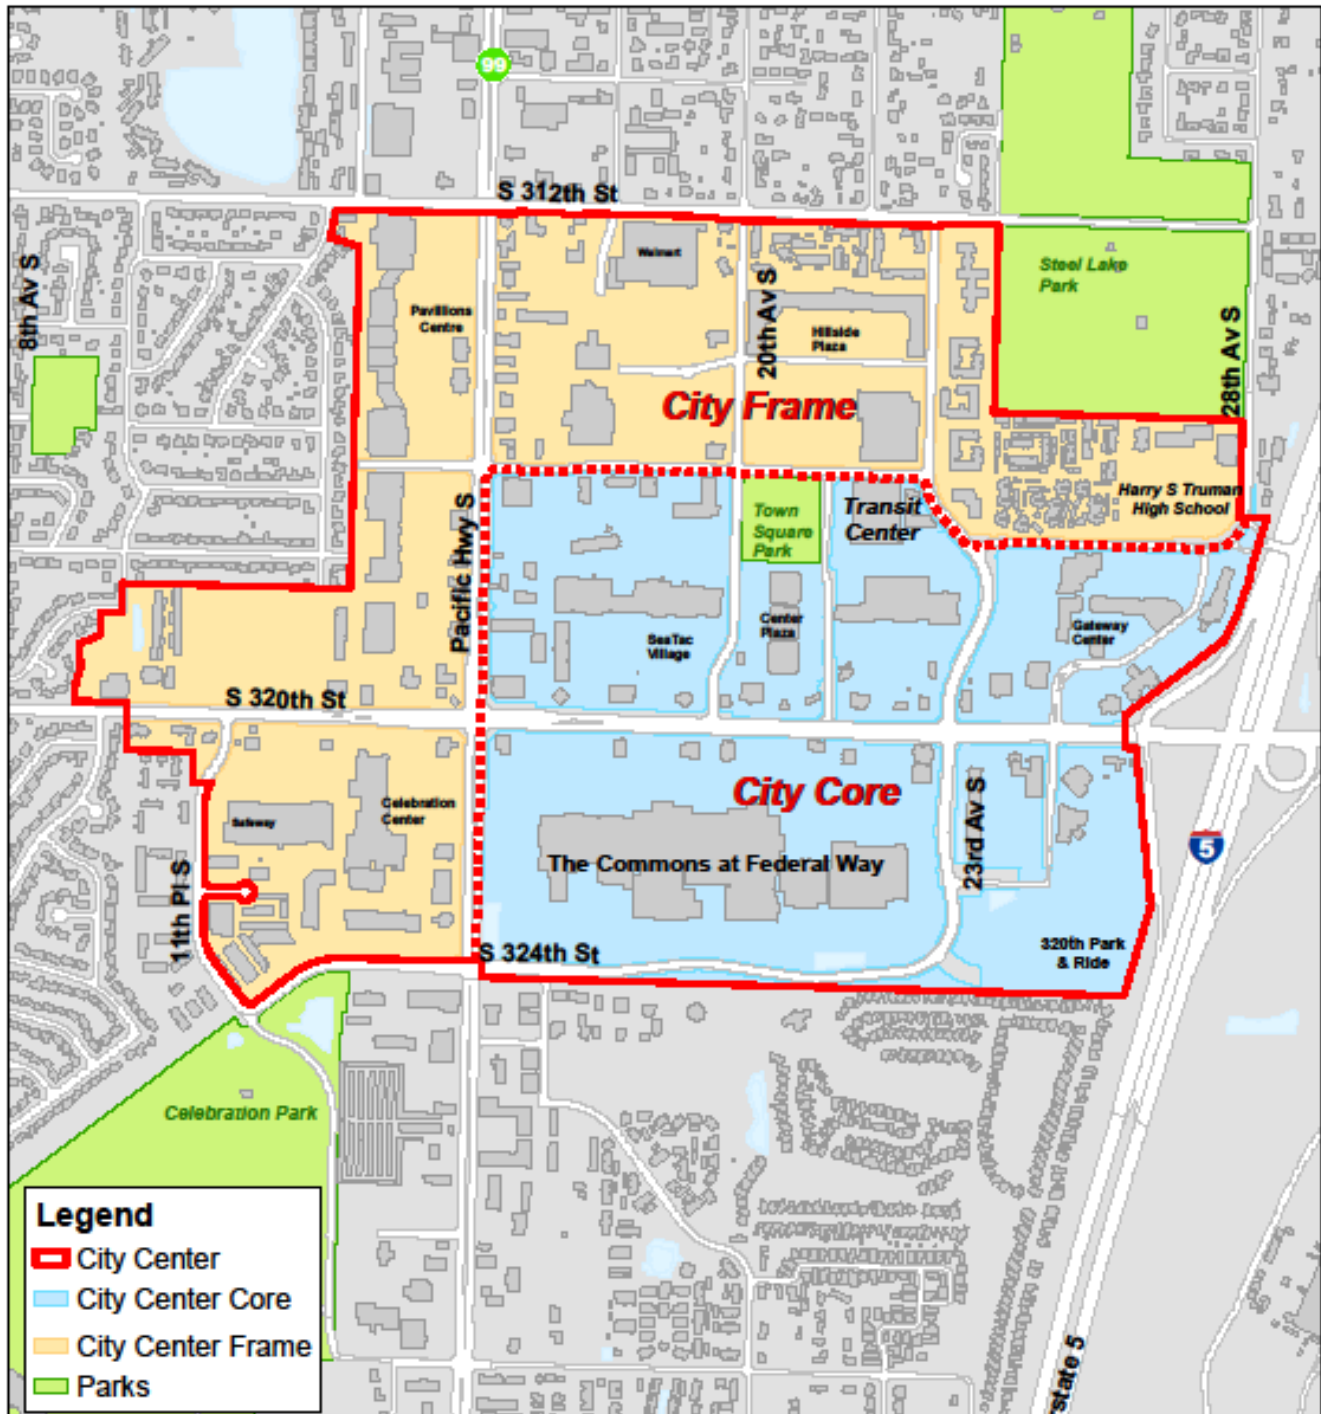 99
S 312th St
8th Av S
Walmart
Steel Lake
Park
Pavillions
Centre
20th Av S
Hillside
Plaza
28th Av S
City Frame
Harry S Truman
High School
Pacific Hwy S
Town
Square
Park
Transit
Center
Center
Plaza
SeaTac
Village
Gateway
Center
S 320th St
City Core
Celebration
Center
Safeway
23rd Av S
5
The Commons at Federal Way
11th Pl S
S 324th St
320th Park
& Ride
Celebration Park
Legend
City Center
City Center Core
City Center Frame
Parks
rstate 5